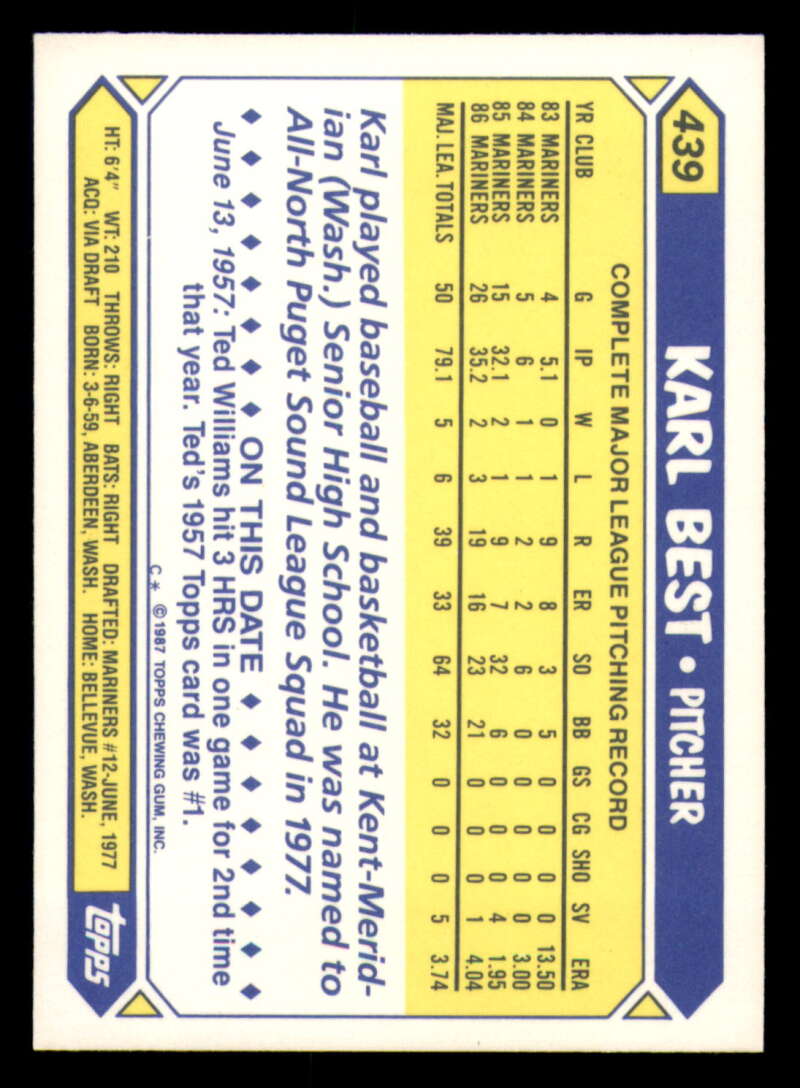 439
KARL BEST • PITCHER
COMPLETE MAJOR LEAGUE PITCHING RECORD
YR CLUB G IP W L R ER SO BB GS CG SHO SV ERA
83 MARINERS 4 5.1 0 1 9 8 3 5 0 0 0 0 13.50
84 MARINERS 5 6 1 1 2 2 6 0 0 0 0 0 3.00
85 MARINERS 15 32.1 2 1 9 7 32 6 0 0 0 4 1.95
86 MARINERS 26 35.2 2 3 19 16 23 21 0 0 0 1 4.04
MAJ. LEA. TOTALS 50 79.1 5 6 39 33 64 32 0 0 0 5 3.74
Karl played baseball and basketball at Kent-Merid-
ian (Wash.) Senior High School. He was named to
All-North Puget Sound League Squad in 1977.
ON THIS DATE
June 13, 1957: Ted Williams hit 3 HRS in one game for 2nd time
that year. Ted's 1957 Topps card was #1.
C* ©1987 TOPPS CHEWING GUM, INC.
HT: 6'4" WT: 210 THROWS: RIGHT BATS: RIGHT DRAFTED: MARINERS #12-JUNE, 1977
ACQ: VIA DRAFT BORN: 3-6-59, ABERDEEN, WASH. HOME: BELLEVUE, WASH.
topps